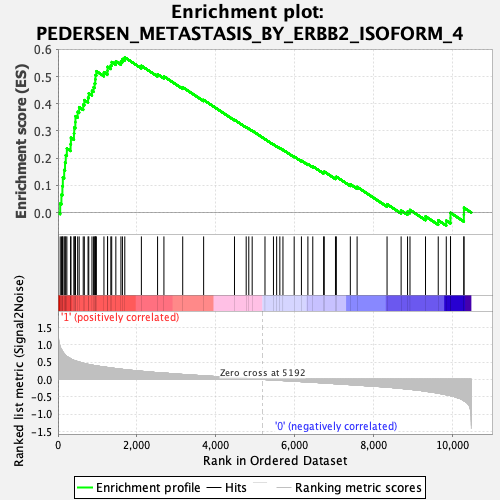 Enrichment plot:
PEDERSEN_METASTASIS_BY_ERBB2_ISOFORM_4
Enrichment score (ES)
0.6
0.5
0.4
0.3
0.2
0.1
0.0
'1' (positively correlated)
Ranked list metric (Signal2Noise)
1.5
1.0
0.5
0.0
-0.5
-1.0
-1.5
Zero cross at 5192
'0' (negatively correlated)
0 2,000 4,000 6,000 8,000 10,000
Rank in Ordered Dataset
Enrichment profile Hits Ranking metric scores